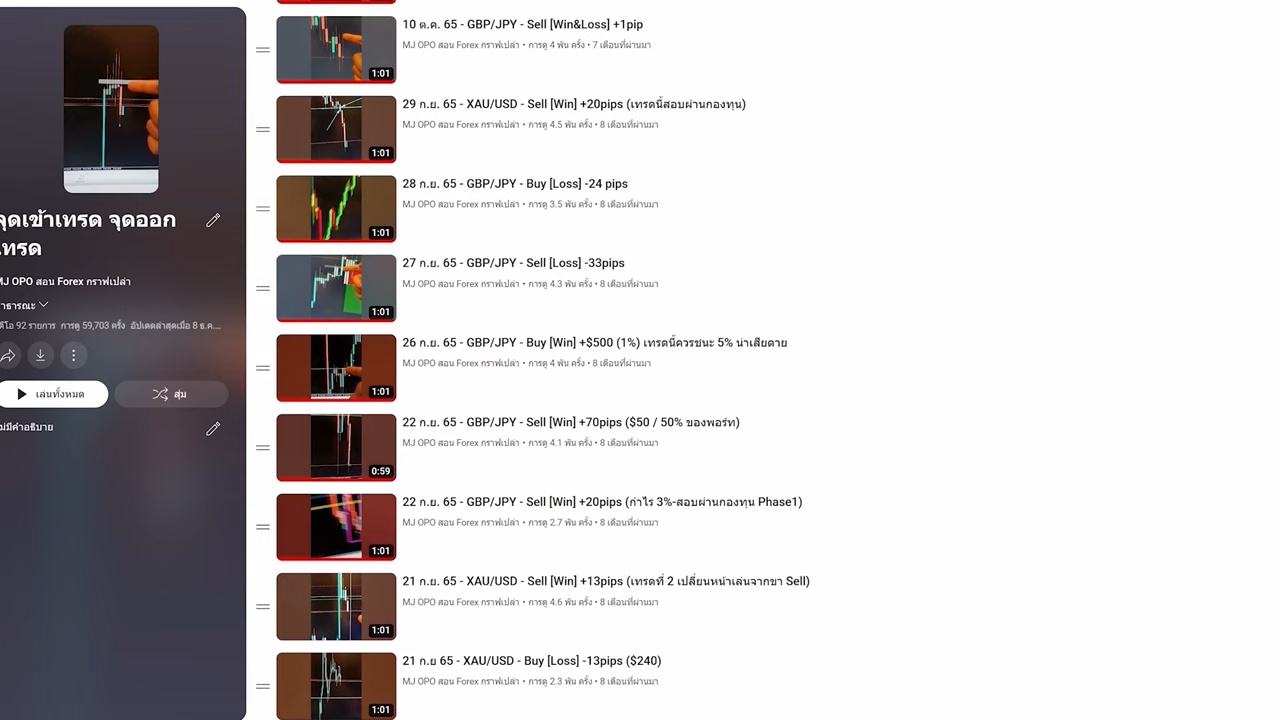 จุดเข้าเทรด จุดออก
เทรด
MJ OPO สอน Forex กราฟเปล่า
าธารณะ
ดีโอ 92 รายการ การดู 59,703 ครั้ง อัปเดตล่าสุดเมื่อ 8 ธ.ค....
เล่นทั้งหมด
สุ่ม
ไม่มีคำอธิบาย
10 ต.ค. 65 - GBP/JPY - Sell [Win&Loss] +1pip
MJ OPO สอน Forex กราฟเปล่า • การดู 4 พัน ครั้ง • 7 เดือนที่ผ่านมา
1:01
29 ก.ย. 65 - XAU/USD - Sell [Win] +20pips (เทรดนี้สอบผ่านกองทุน)
MJ OPO สอน Forex กราฟเปล่า • การดู 4.5 พัน ครั้ง • 8 เดือนที่ผ่านมา
1:01
28 ก.ย. 65 - GBP/JPY - Buy [Loss] -24 pips
MJ OPO สอน Forex กราฟเปล่า • การดู 3.5 พัน ครั้ง • 8 เดือนที่ผ่านมา
1:01
27 ก.ย. 65 - GBP/JPY - Sell [Loss] -33pips
MJ OPO สอน Forex กราฟเปล่า • การดู 4.3 พัน ครั้ง • 8 เดือนที่ผ่านมา
1:01
26 ก.ย. 65 - GBP/JPY - Buy [Win] +$500 (1%) เทรดนี้ควรชนะ 5% น่าเสียดาย
MJ OPO สอน Forex กราฟเปล่า • การดู 4 พัน ครั้ง • 8 เดือนที่ผ่านมา
1:01
22 ก.ย. 65 - GBP/JPY - Sell [Win] +70pips ($50 / 50% ของพอร์ท)
MJ OPO สอน Forex กราฟเปล่า • การดู 4.1 พัน ครั้ง • 8 เดือนที่ผ่านมา
0:59
22 ก.ย. 65 - GBP/JPY - Sell [Win] +20pips (กำไร 3%-สอบผ่านกองทุน Phase1)
MJ OPO สอน Forex กราฟเปล่า • การดู 2.7 พัน ครั้ง • 8 เดือนที่ผ่านมา
1:01
21 ก.ย. 65 - XAU/USD - Sell [Win] +13pips (เทรดที่ 2 เปลี่ยนหน้าเล่นจากขา Sell)
MJ OPO สอน Forex กราฟเปล่า • การดู 4.6 พัน ครั้ง • 8 เดือนที่ผ่านมา
1:01
21 ก.ย 65 - XAU/USD - Buy [Loss] -13pips ($240)
MJ OPO สอน Forex กราฟเปล่า • การดู 2.3 พัน ครั้ง • 8 เดือนที่ผ่านมา
1:01